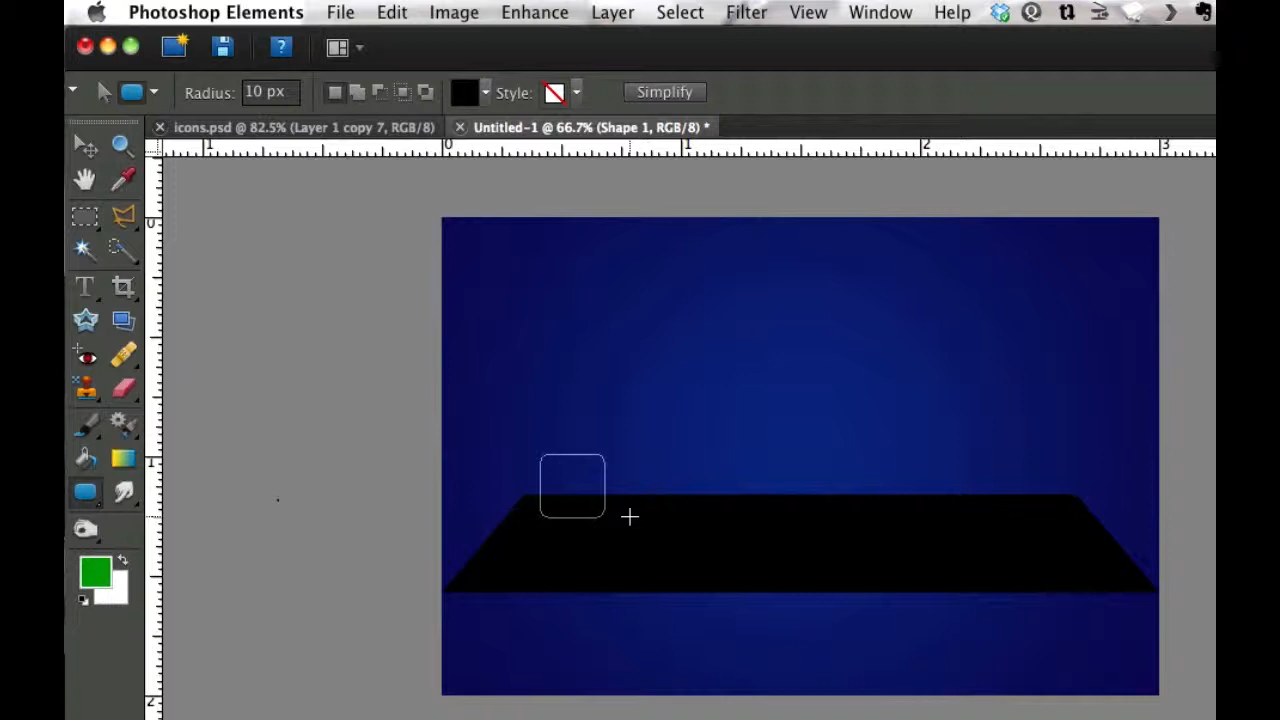 Photoshop Elements File Edit Image Enhance Layer Select Filter View Window Help
Radius: 10 px Style: Simplify
icons.psd @ 82.5% (Layer 1 copy 7, RGB/8) Untitled-1 @ 66.7% (Shape 1, RGB/8) *
1 0 1 2 3
0
1
2